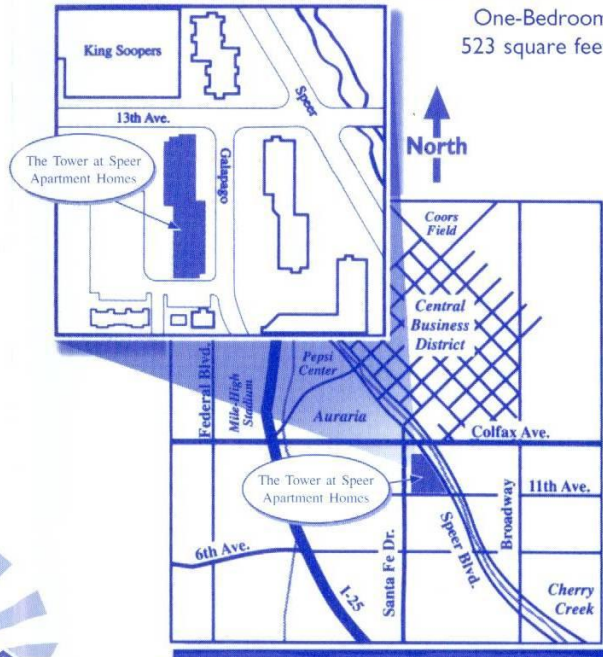 One-Bedroom
523 square feet
King Soopers
13th Ave.
Speer
Galapago
The Tower at Speer
Apartment Homes
North
Coors
Field
Central
Business
District
Pepsi
Center
Federal Blvd.
Mile-High
Stadium
Auraria
Colfax Ave.
The Tower at Speer
Apartment Homes
11th Ave.
6th Ave.
I-25
Santa Fe Dr.
Speer Blvd.
Broadway
Cherry
Creek